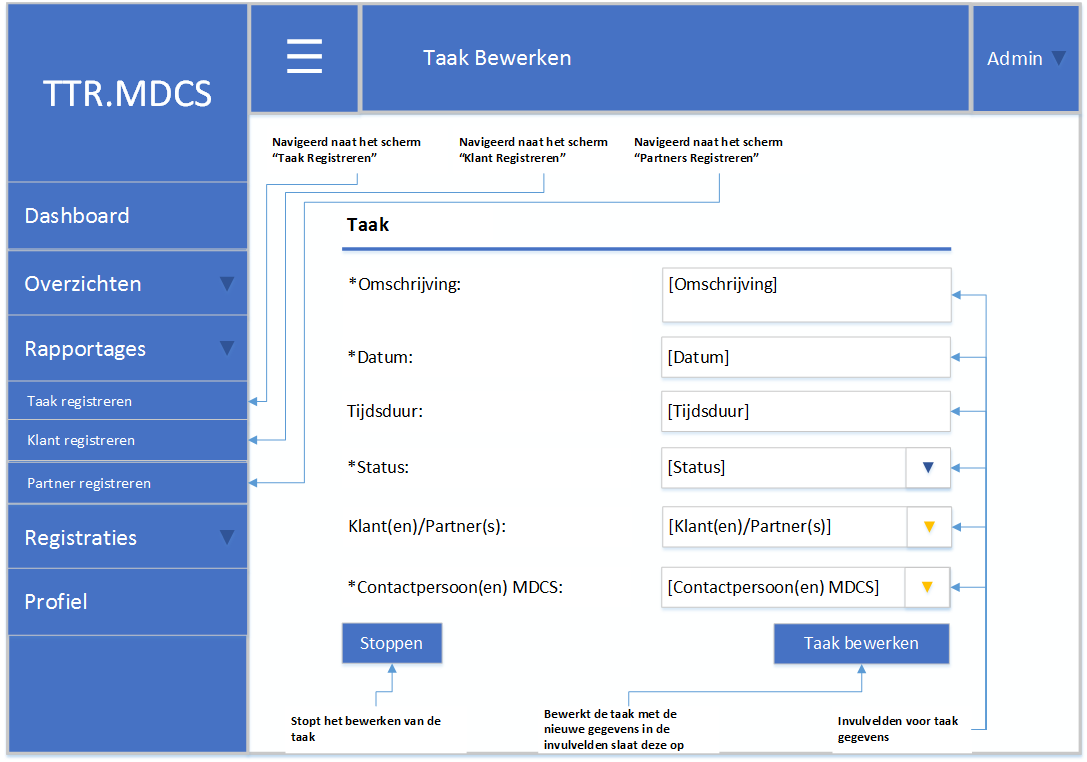 TTR.MDCS
Taak Bewerken
Admin
Dashboard
Overzichten
Rapportages
Taak registreren
Klant registreren
Partner registreren
Registraties
Profiel
Navigeerd naat het scherm
“Taak Registreren”
Navigeerd naat het scherm
“Klant Registreren”
Navigeerd naat het scherm
“Partners Registreren”
Taak
*Omschrijving:
[Omschrijving]
*Datum:
[Datum]
Tijdsduur:
[Tijdsduur]
*Status:
[Status]
Klant(en)/Partner(s):
[Klant(en)/Partner(s)]
*Contactpersoon(en) MDCS:
[Contactpersoon(en) MDCS]
Stoppen
Taak bewerken
Stopt het bewerken van de
taak
Bewerkt de taak met de
nieuwe gegevens in de
invulvelden slaat deze op
Invulvelden voor taak
gegevens